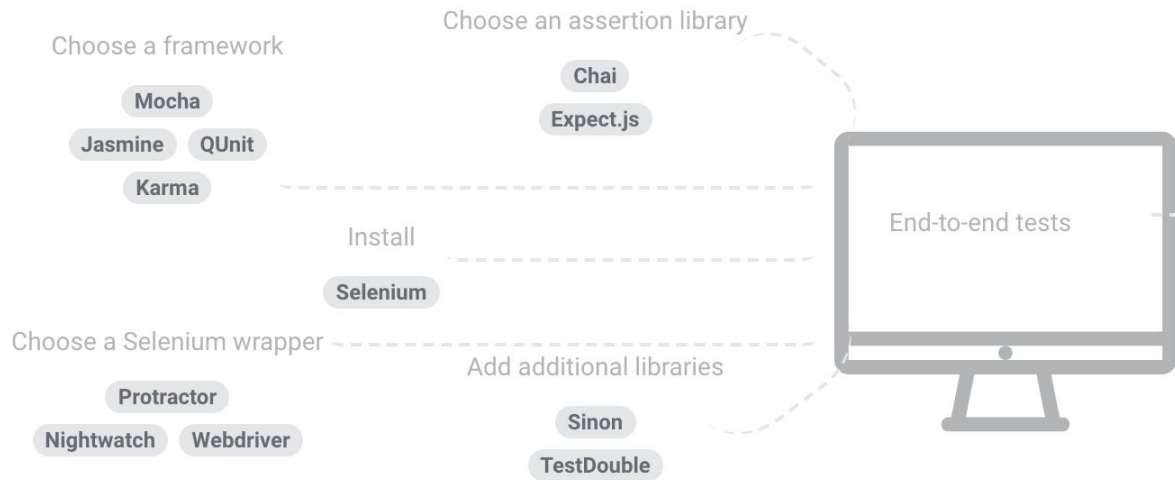 Choose a framework
Mocha
Jasmine QUnit
Karma
Choose an assertion library
Chai
Expect.js
Install
Selenium
Choose a Selenium wrapper
Protractor
Nightwatch Webdriver
Add additional libraries
Sinon
TestDouble
End-to-end tests